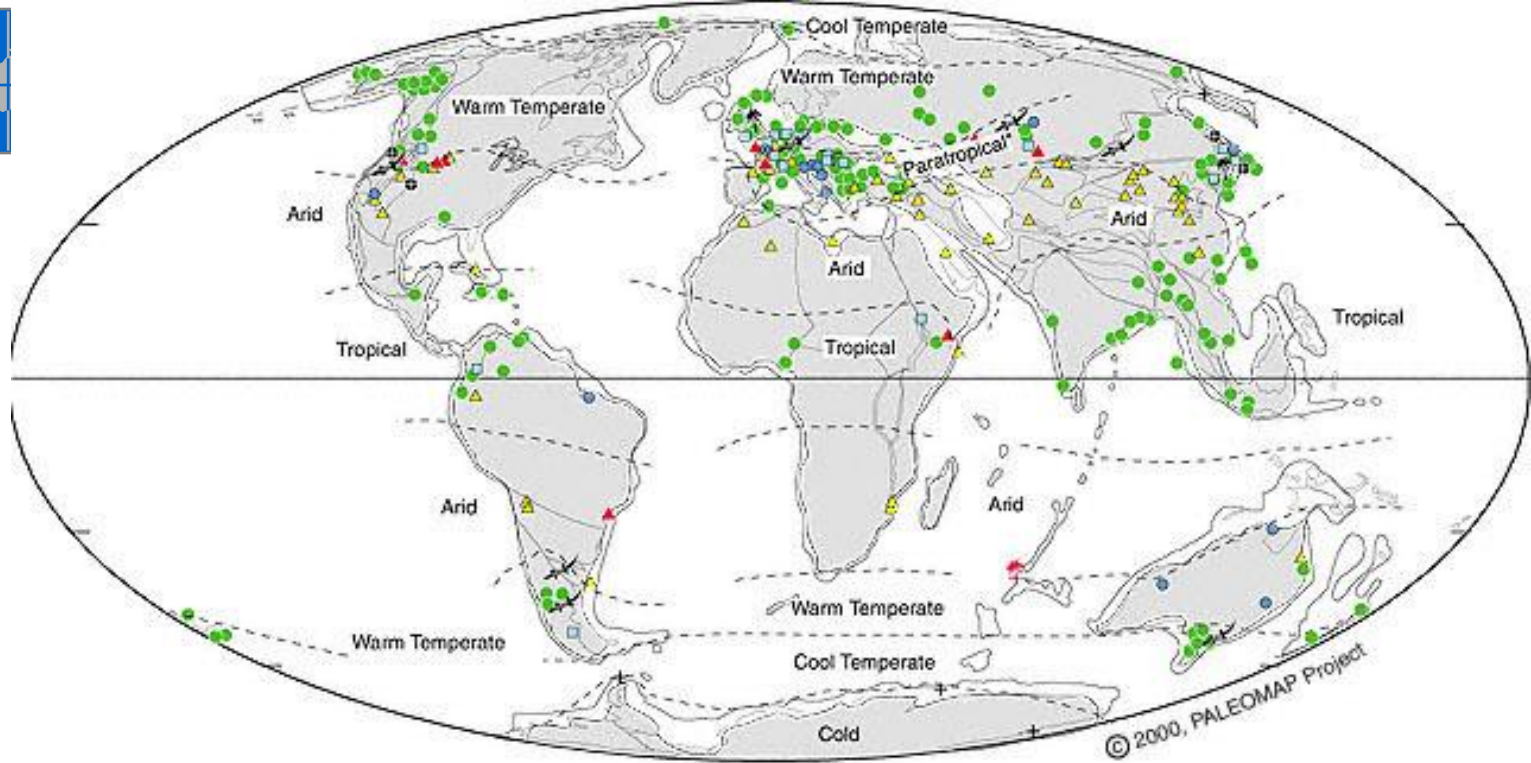 Cool Temperate
Warm Temperate
Warm Temperate
Paratropical"
Arid
Arid
Arid
Tropical
Tropical
Tropical
Arid
Arid
Warm Temperate
Warm Temperate
Cool Temperate
Cold
© 2000, PALEOMAP Project